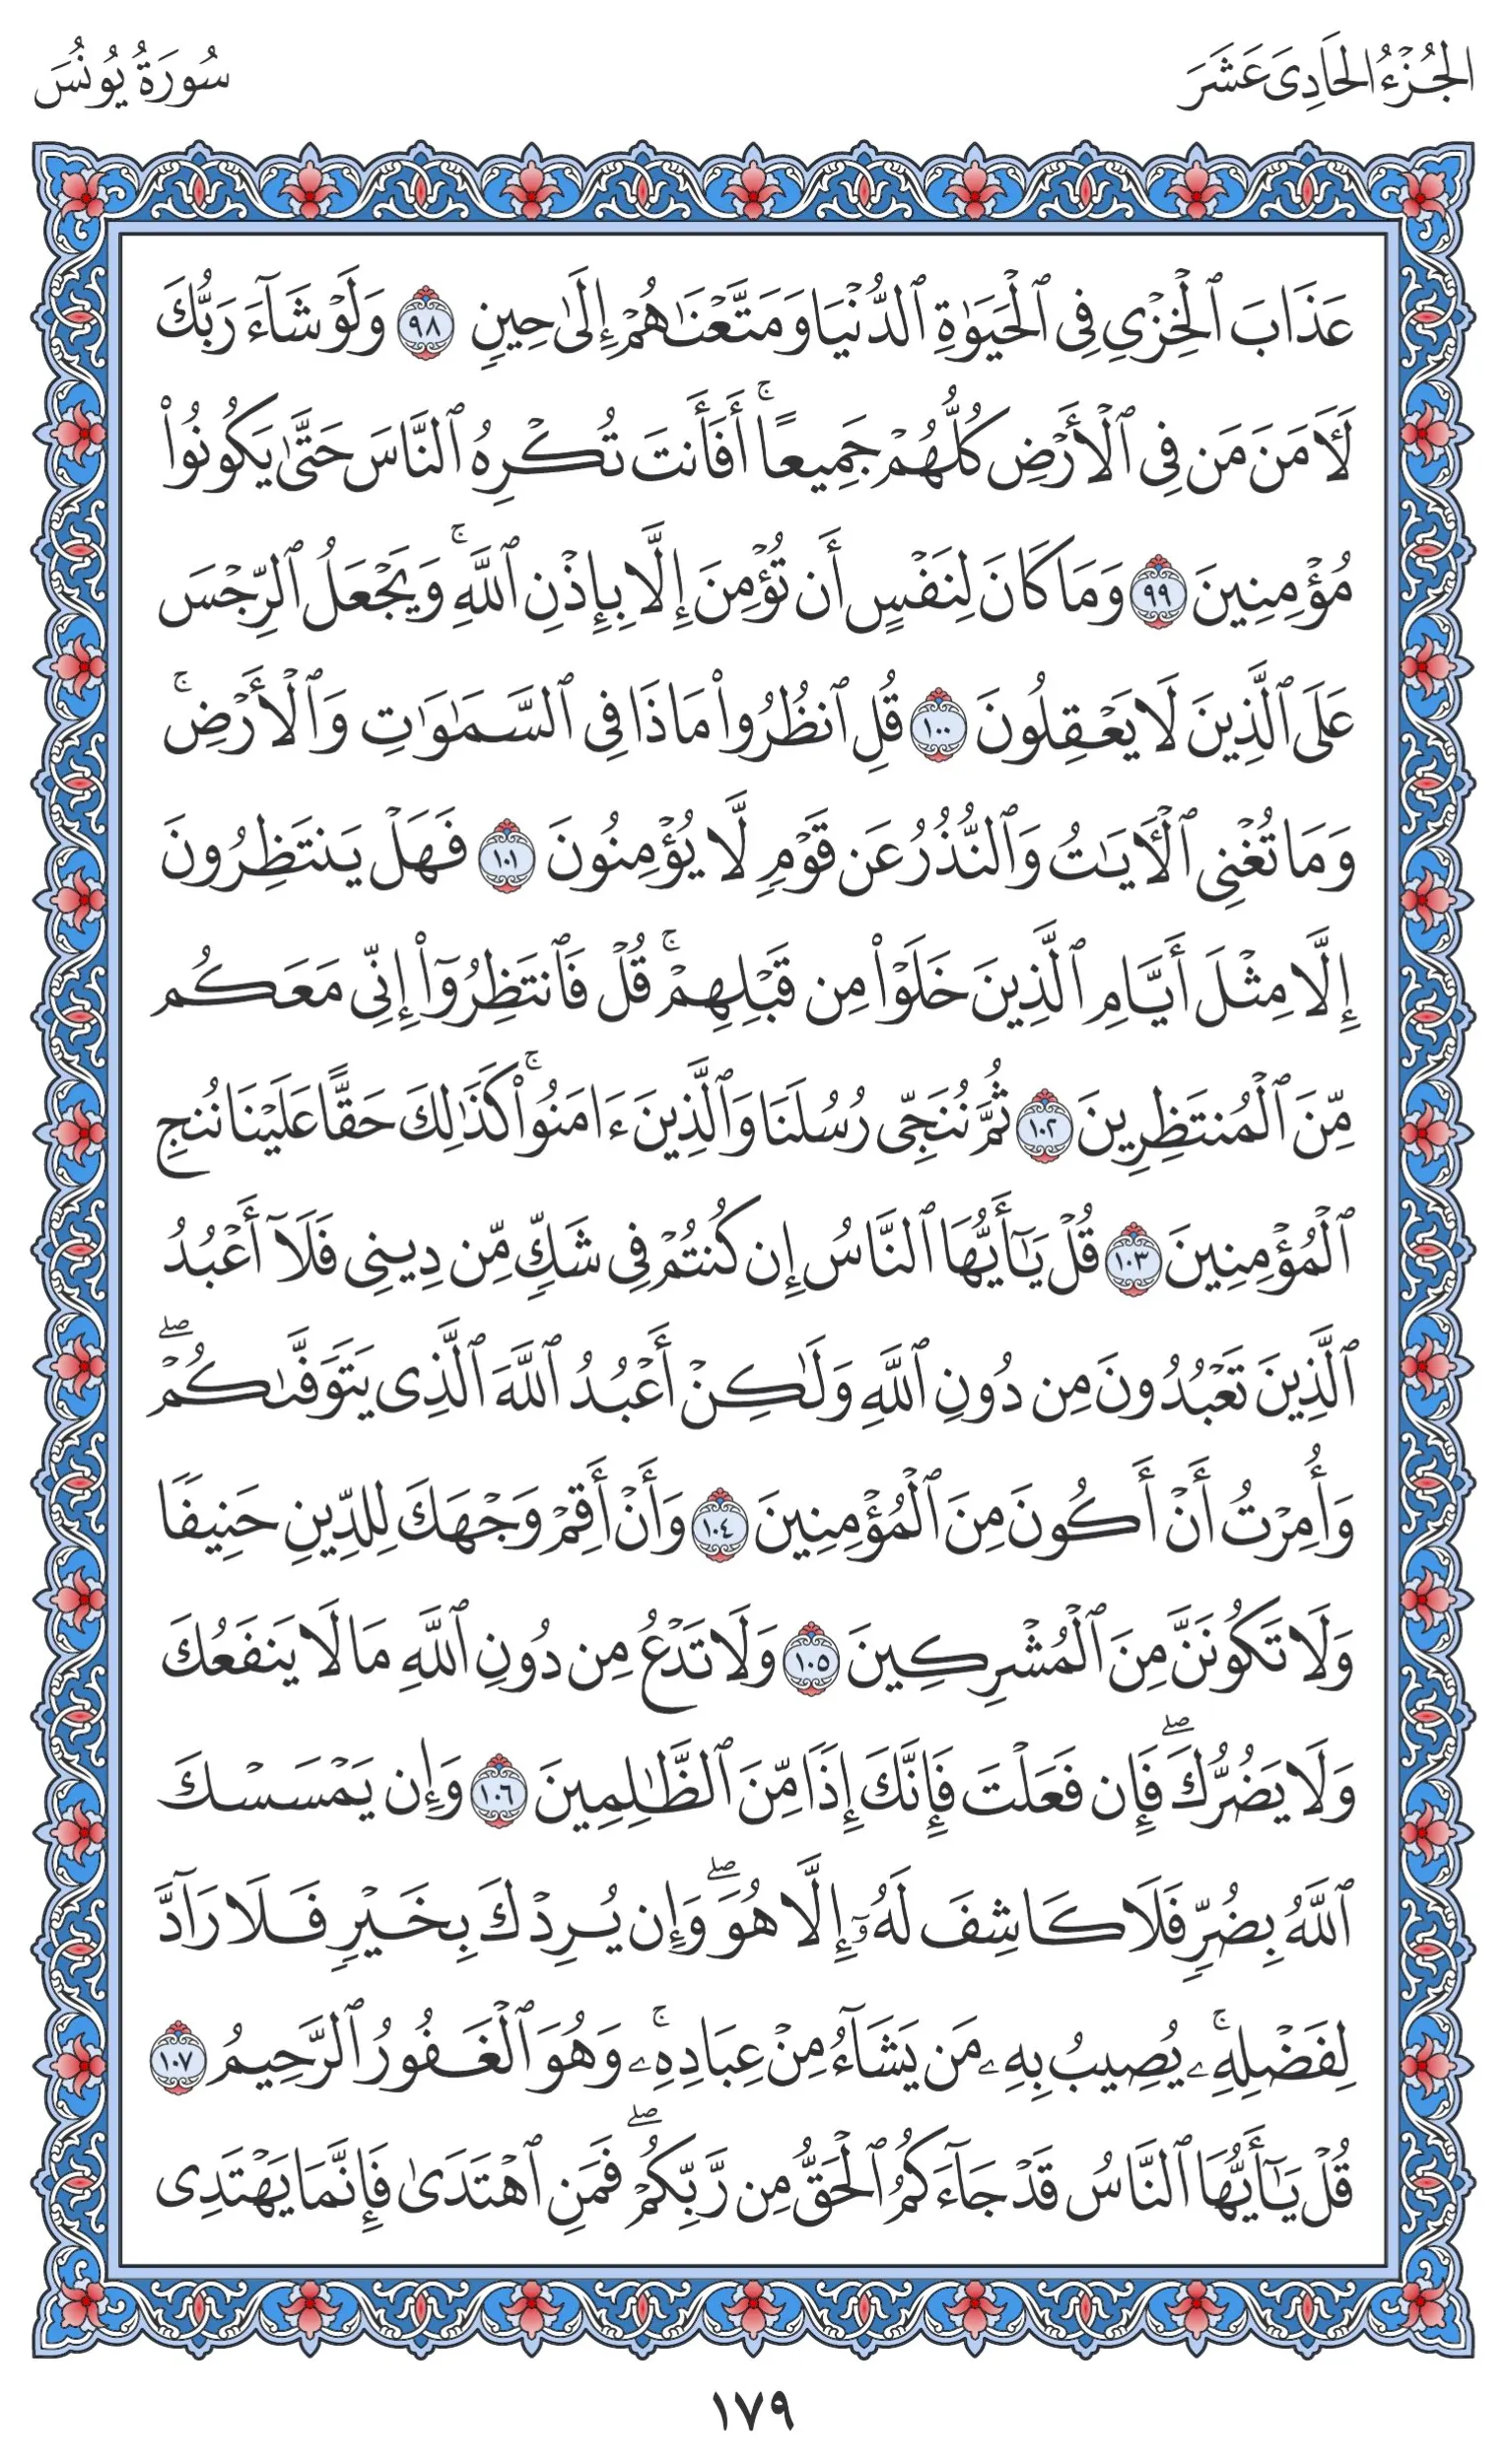 الجُزْءُ الحَادِىَ عَشَرَ
سُورَةُ يُونُسَ
عَذَابَ ٱلْخِزْيِ فِى ٱلْحَيَوٰةِ ٱلدُّنْيَا وَمَتَّعْنَـٰهُمْ إِلَىٰ حِينٍ ٩٨ وَلَوْ شَآءَ رَبُّكَ
لَـَٔامَنَ مَن فِى ٱلْأَرْضِ كُلُّهُمْ جَمِيعًا ۚ أَفَأَنتَ تُكْرِهُ ٱلنَّاسَ حَتَّىٰ يَكُونُوا۟
مُؤْمِنِينَ ٩٩ وَمَا كَانَ لِنَفْسٍ أَن تُؤْمِنَ إِلَّا بِإِذْنِ ٱللَّهِ ۚ وَيَجْعَلُ ٱلرِّجْسَ
عَلَى ٱلَّذِينَ لَا يَعْقِلُونَ ١٠٠ قُلِ ٱنظُرُوا۟ مَاذَا فِى ٱلسَّمَـٰوَٰتِ وَٱلْأَرْضِ ۚ
وَمَا تُغْنِى ٱلْـَٔايَـٰتُ وَٱلنُّذُرُ عَن قَوْمٍ لَّا يُؤْمِنُونَ ١٠١ فَهَلْ يَنتَظِرُونَ
إِلَّا مِثْلَ أَيَّامِ ٱلَّذِينَ خَلَوْا۟ مِن قَبْلِهِمْ ۚ قُلْ فَٱنتَظِرُوٓا۟ إِنِّى مَعَكُم
مِّنَ ٱلْمُنتَظِرِينَ ١٠٢ ثُمَّ نُنَجِّى رُسُلَنَا وَٱلَّذِينَ ءَامَنُوا۟ ۚ كَذَٰلِكَ حَقًّا عَلَيْنَا نُنجِ
ٱلْمُؤْمِنِينَ ١٠٣ قُلْ يَـٰٓأَيُّهَا ٱلنَّاسُ إِن كُنتُمْ فِى شَكٍّ مِّن دِينِى فَلَآ أَعْبُدُ
ٱلَّذِينَ تَعْبُدُونَ مِن دُونِ ٱللَّهِ وَلَـٰكِنْ أَعْبُدُ ٱللَّهَ ٱلَّذِى يَتَوَفَّىٰكُمْ ۖ
وَأُمِرْتُ أَنْ أَكُونَ مِنَ ٱلْمُؤْمِنِينَ ١٠٤ وَأَنْ أَقِمْ وَجْهَكَ لِلدِّينِ حَنِيفًا
وَلَا تَكُونَنَّ مِنَ ٱلْمُشْرِكِينَ ١٠٥ وَلَا تَدْعُ مِن دُونِ ٱللَّهِ مَا لَا يَنفَعُكَ
وَلَا يَضُرُّكَ ۖ فَإِن فَعَلْتَ فَإِنَّكَ إِذًا مِّنَ ٱلظَّـٰلِمِينَ ١٠٦ وَإِن يَمْسَسْكَ
ٱللَّهُ بِضُرٍّ فَلَا كَاشِفَ لَهُۥٓ إِلَّا هُوَ ۖ وَإِن يُرِدْكَ بِخَيْرٍ فَلَا رَآدَّ
لِفَضْلِهِۦ ۚ يُصِيبُ بِهِۦ مَن يَشَآءُ مِنْ عِبَادِهِۦ ۚ وَهُوَ ٱلْغَفُورُ ٱلرَّحِيمُ ١٠٧
قُلْ يَـٰٓأَيُّهَا ٱلنَّاسُ قَدْ جَآءَكُمُ ٱلْحَقُّ مِن رَّبِّكُمْ ۖ فَمَنِ ٱهْتَدَىٰ فَإِنَّمَا يَهْتَدِى
١٧٩